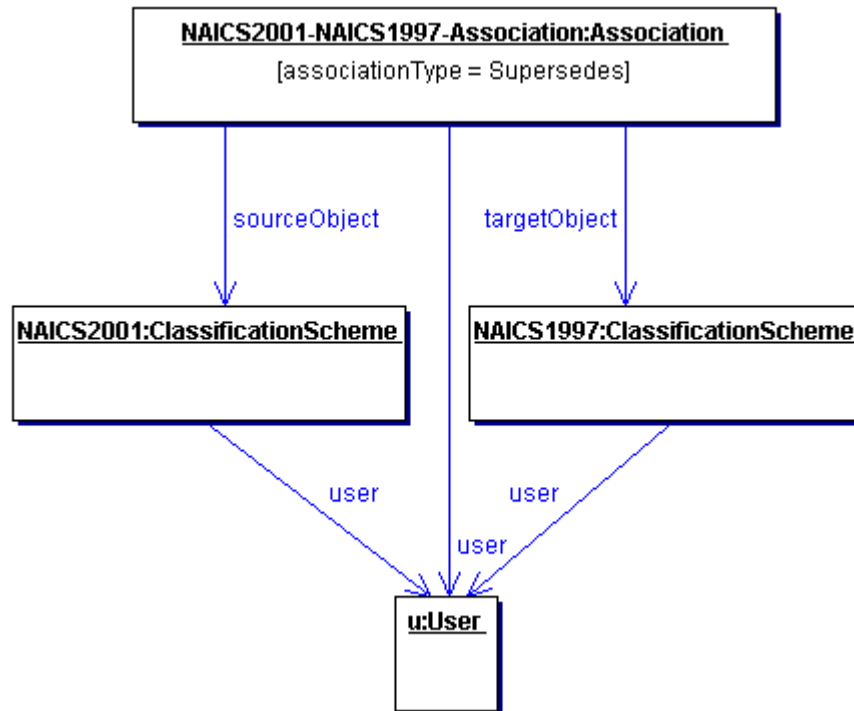 NAICS2001-NAICS1997-Association:Association
[associationType = Supersedes]
sourceObject
targetObject
NAICS2001:ClassificationScheme
NAICS1997:ClassificationScheme
user
user
user
u:User